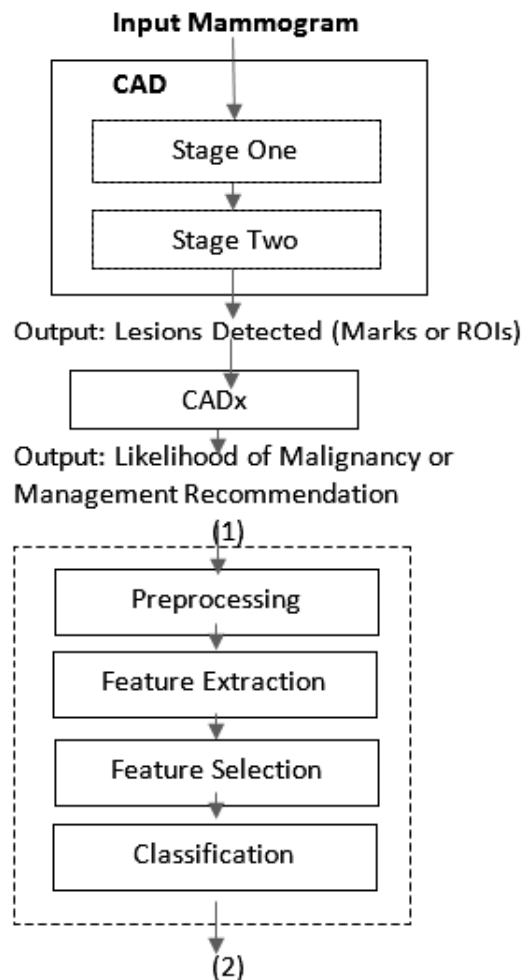 Input Mammogram
CAD
Stage One
Stage Two
Output: Lesions Detected (Marks or ROIs)
CADx
Output: Likelihood of Malignancy or
Management Recommendation
(1)
Preprocessing
Feature Extraction
Feature Selection
Classification
(2)